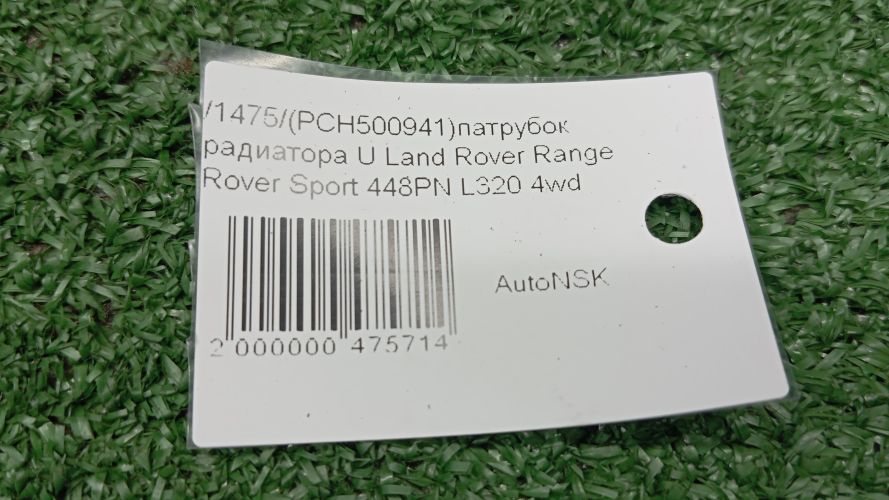 /1475/(PCH500941)патрубок
радиатора U Land Rover Range
Rover Sport 448PN L320 4wd
AutoNSK
2 000000 475714